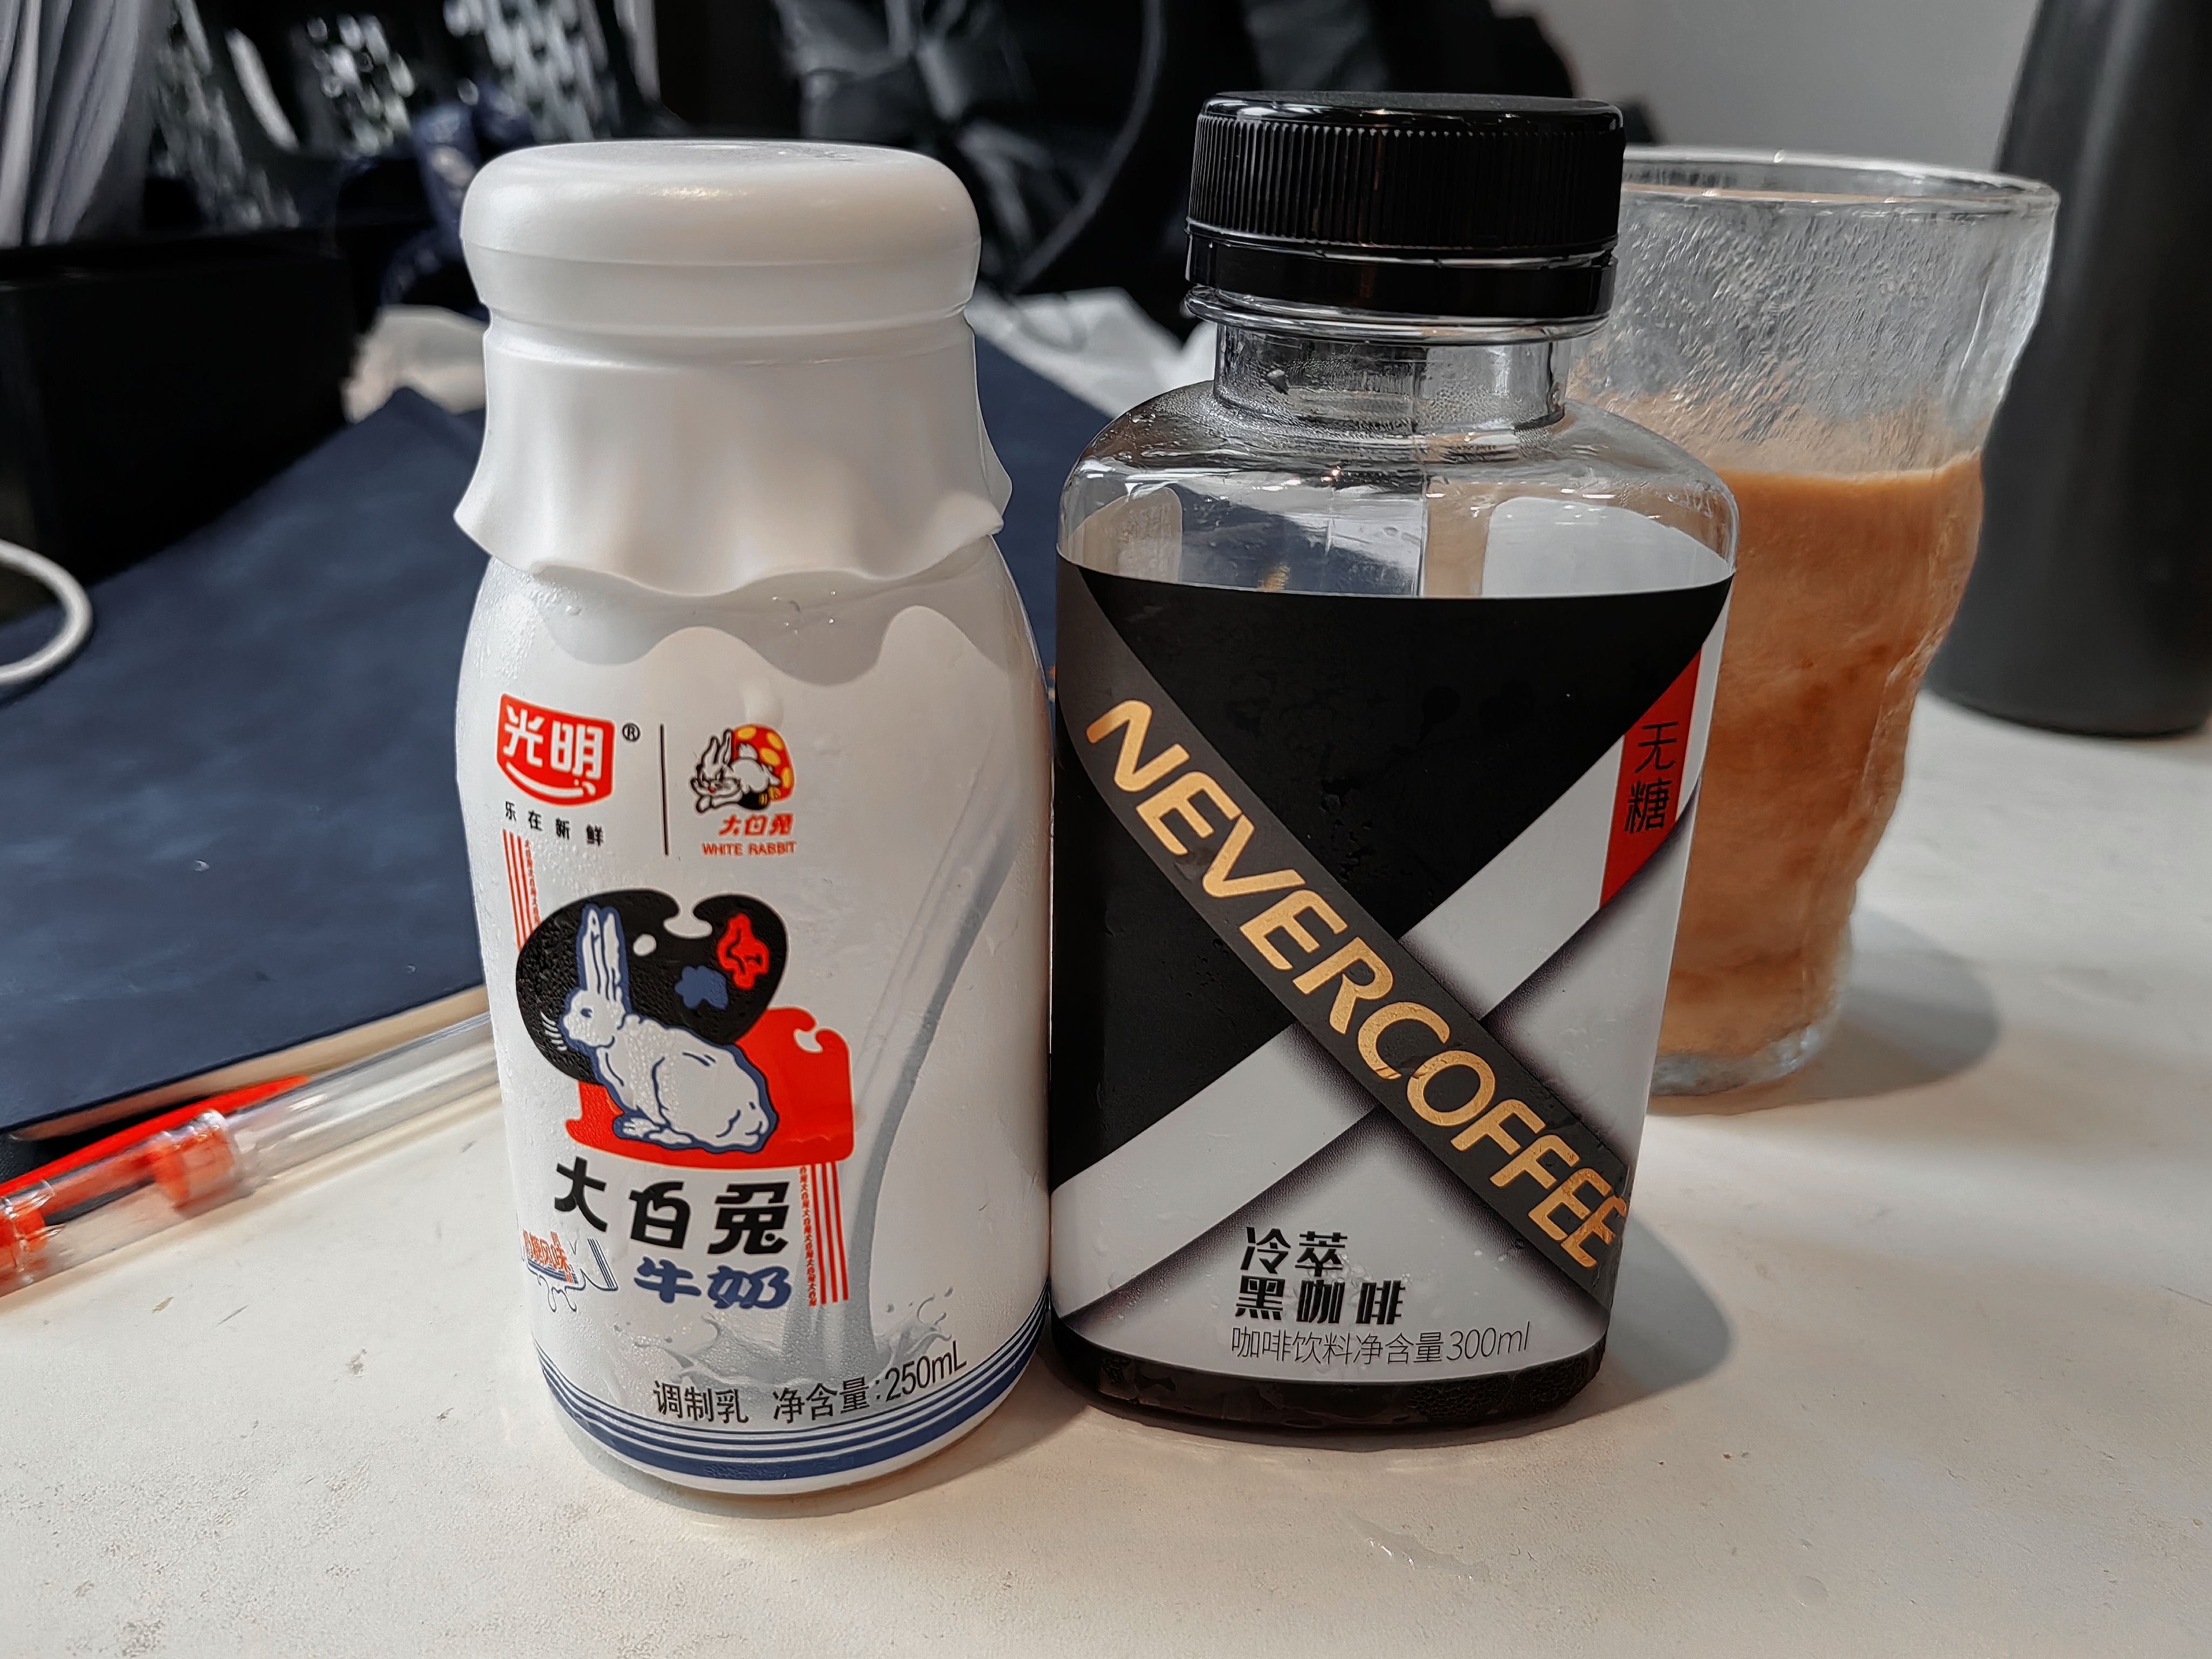 光明®
乐在新鲜
大白兔
WHITE RABBIT
大白兔
牛奶
调制乳 净含量:250mL
NEVERCOFFEE
无糖
冷萃
黑咖啡
咖啡饮料净含量300ml